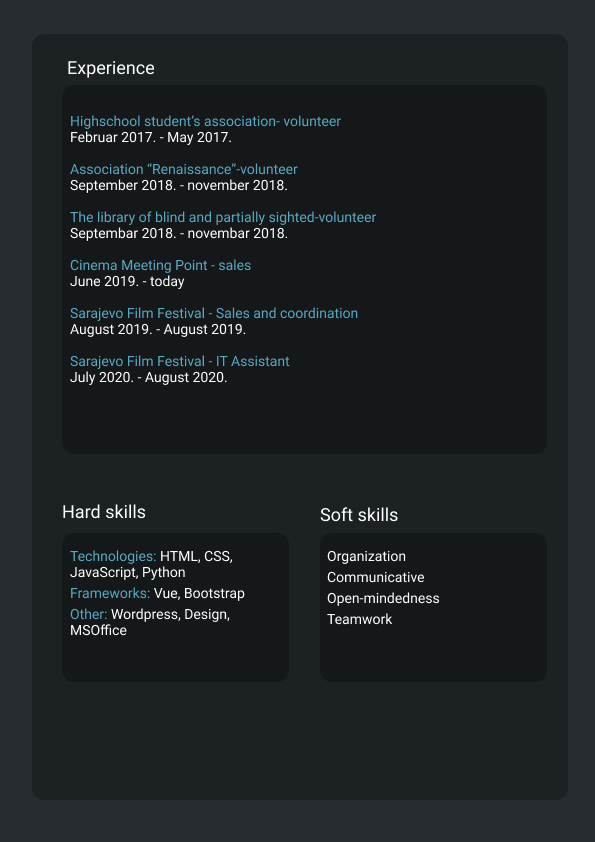 Experience
Highschool student’s association- volunteer
Februar 2017. - May 2017.
Association “Renaissance”-volunteer
September 2018. - november 2018.
The library of blind and partially sighted-volunteer
Septembar 2018. - novembar 2018.
Cinema Meeting Point - sales
June 2019. - today
Sarajevo Film Festival - Sales and coordination
August 2019. - August 2019.
Sarajevo Film Festival - IT Assistant
July 2020. - August 2020.
Hard skills
Technologies: HTML, CSS,
JavaScript, Python
Frameworks: Vue, Bootstrap
Other: Wordpress, Design,
MSOffice
Soft skills
Organization
Communicative
Open-mindedness
Teamwork